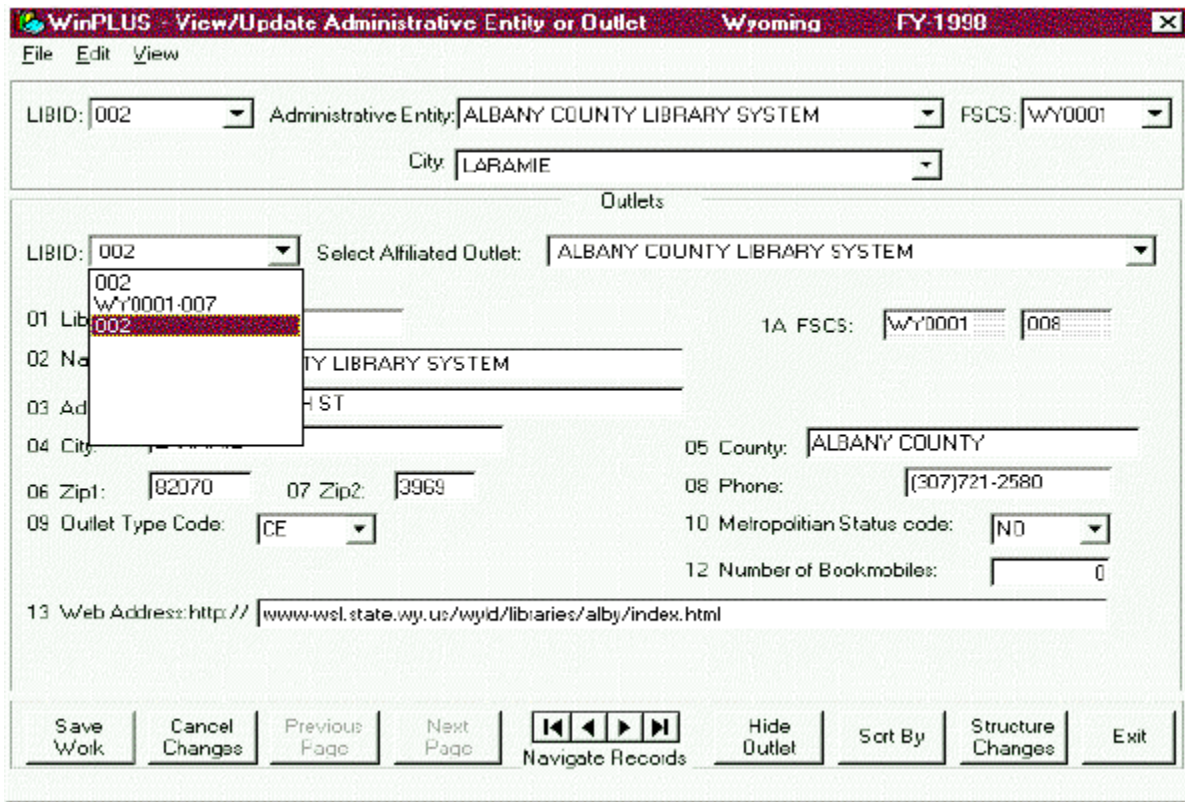 WinPLUS - View/Update Administrative Entity or Outlet Wyoming FY-1998
File Edit View
LIBID: 002 Administrative Entity: ALBANY COUNTY LIBRARY SYSTEM FSCS: WY0001
City: LARAMIE
Outlets
LIBID: 002 Select Affiliated Outlet: ALBANY COUNTY LIBRARY SYSTEM
002
WY0001-007
002
01 Lib 1A FSCS: WY0001 008
02 Na TY LIBRARY SYSTEM
03 Ad H ST
04 City: 05 County: ALBANY COUNTY
06 Zip1: 82070 07 Zip2: 3969 08 Phone: (307)721-2580
09 Outlet Type Code: CE 10 Metropolitian Status code: NO
12 Number of Bookmobiles: 0
13 Web Address:http:// www-wsl.state.wy.us/wyld/libraries/alby/index.html
Save Work Cancel Changes Previous Page Next Page Navigate Records Hide Outlet Sort By Structure Changes Exit